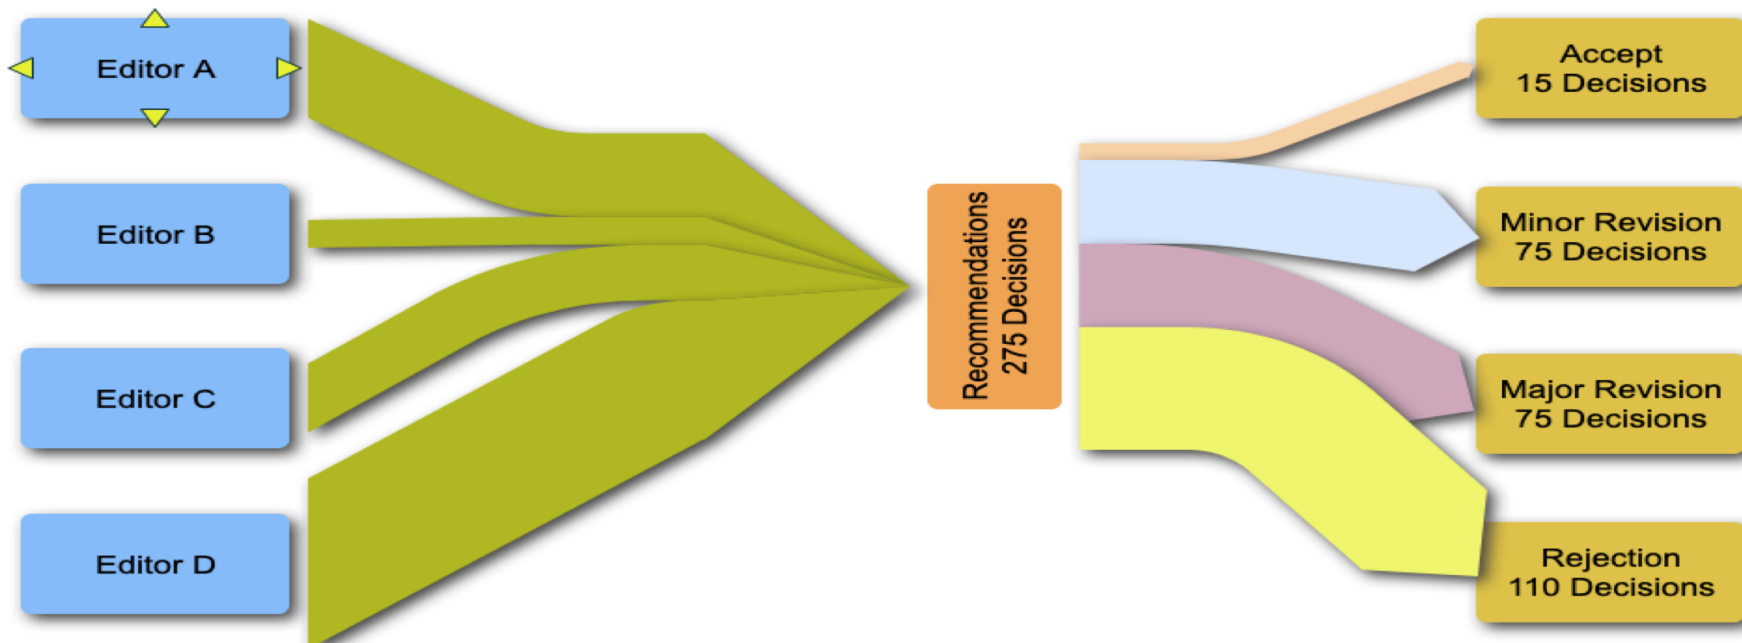 Editor A
Editor B
Editor C
Editor D
Recommendations
275 Decisions
Accept
15 Decisions
Minor Revision
75 Decisions
Major Revision
75 Decisions
Rejection
110 Decisions